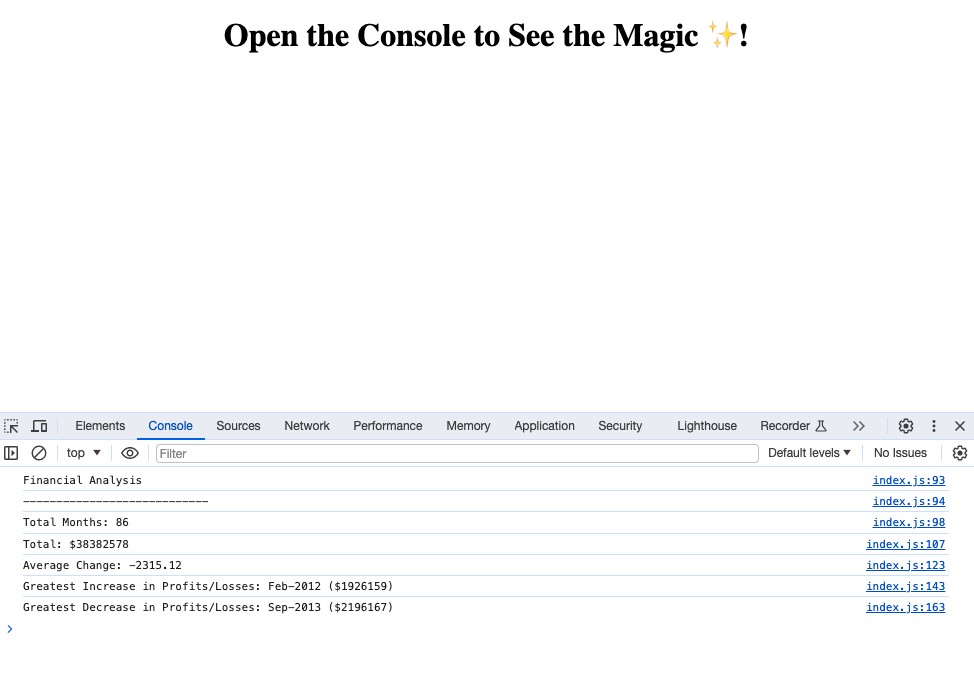 Open the Console to See the Magic ✨!
Elements Console Sources Network Performance Memory Application Security Lighthouse Recorder
top Filter Default levels No Issues
Financial Analysis index.js:93
---------------------------- index.js:94
Total Months: 86 index.js:98
Total: $38382578 index.js:107
Average Change: -2315.12 index.js:123
Greatest Increase in Profits/Losses: Feb-2012 ($1926159) index.js:143
Greatest Decrease in Profits/Losses: Sep-2013 ($2196167) index.js:163